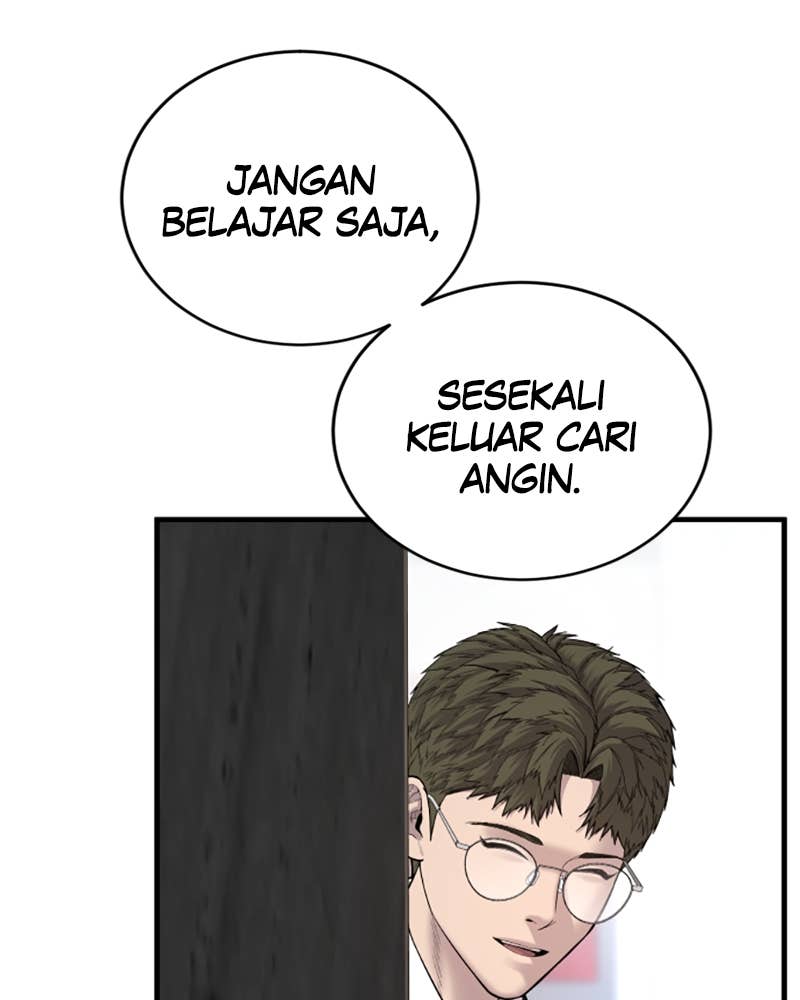 JANGAN
BELAJAR SAJA,
SESEKALI
KELUAR CARI
ANGIN.